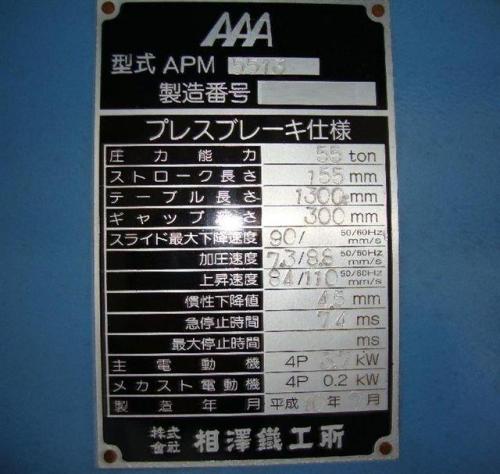 AAA
型式 APM 5513
製造番号
プレスブレーキ仕様
圧力能力 55 ton
ストローク長さ 155 mm
テーブル長さ 1300 mm
ギャップ深さ 300 mm
スライド最大下降速度 90/ 50/60Hz mm/s
加圧速度 7.3/8.8 50/60Hz mm/s
上昇速度 84/110 50/60Hz mm/s
慣性下降値 mm
急停止時間 74 ms
最大停止時間 ms
主電動機 4P 3.7 kW
メカスト電動機 4P 0.2 kW
製造年月 平成 年 月
株式会社 相澤鐵工所